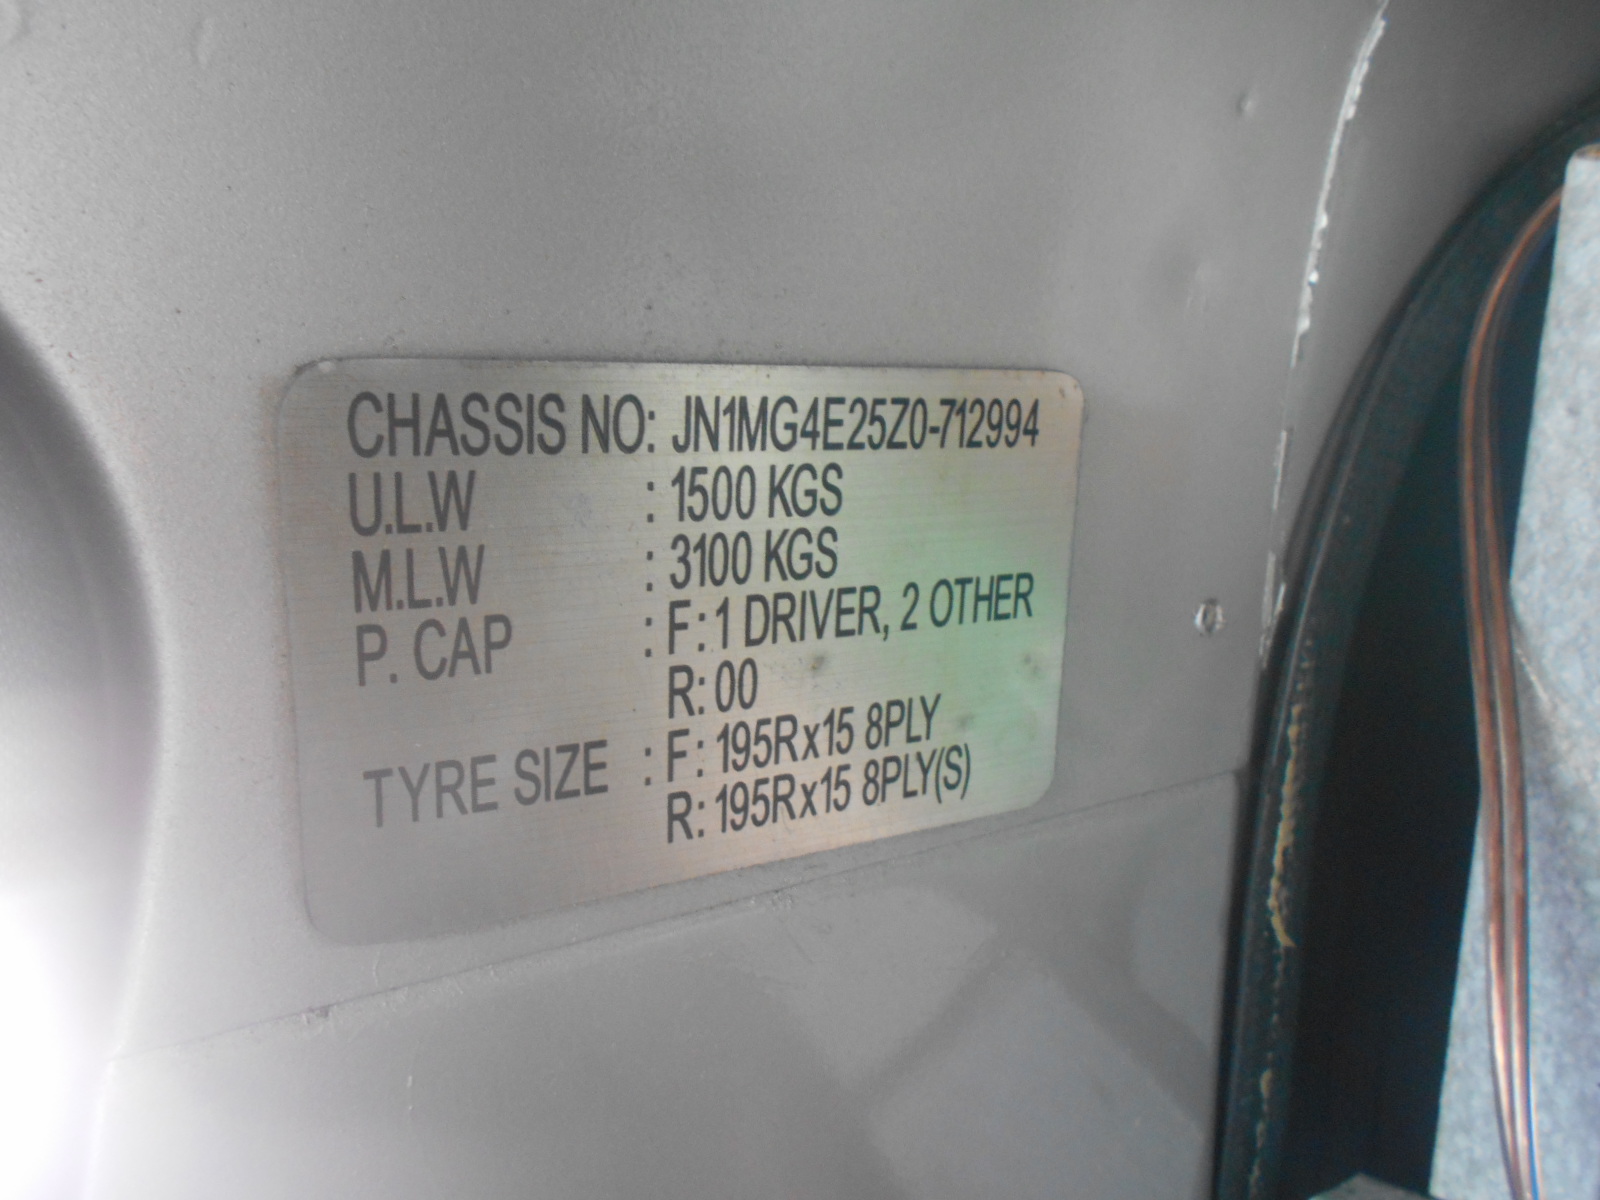 CHASSIS NO: JN1MG4E25Z0-712994
U.L.W : 1500 KGS
M.L.W : 3100 KGS
P. CAP : F: 1 DRIVER, 2 OTHER
R: 00
TYRE SIZE : F: 195Rx15 8PLY
R: 195Rx15 8PLY(S)